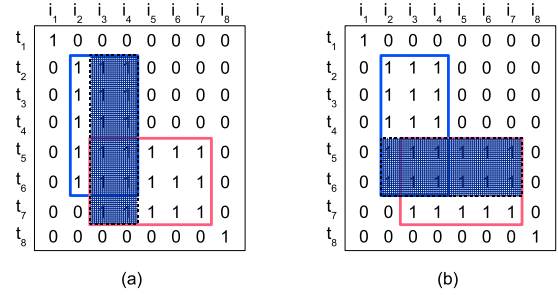 i₁ i₂ i₃ i₄ i₅ i₆ i₇ i₈
t₁ 1 0 0 0 0 0 0 0
t₂ 0 1 1 1 0 0 0 0
t₃ 0 1 1 1 0 0 0 0
t₄ 0 1 1 1 0 0 0 0
t₅ 0 1 1 1 1 1 1 0
t₆ 0 1 1 1 1 1 1 0
t₇ 0 0 1 1 1 1 1 0
t₈ 0 0 0 0 0 0 0 1
(a)
i₁ i₂ i₃ i₄ i₅ i₆ i₇ i₈
t₁ 1 0 0 0 0 0 0 0
t₂ 0 1 1 1 0 0 0 0
t₃ 0 1 1 1 0 0 0 0
t₄ 0 1 1 1 0 0 0 0
t₅ 0 1 1 1 1 1 1 0
t₆ 0 1 1 1 1 1 1 0
t₇ 0 0 1 1 1 1 1 0
t₈ 0 0 0 0 0 0 0 1
(b)